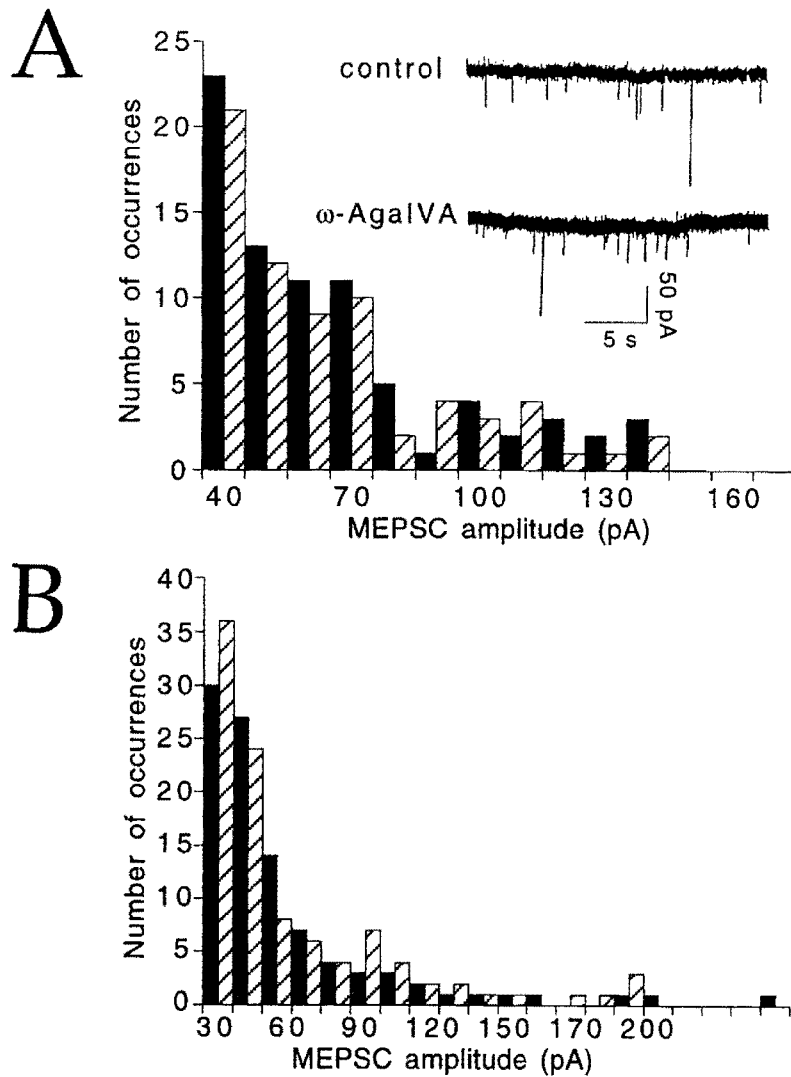 A
25
20
15
10
5
0
Number of occurrences
control
ω-AgaIVA
50 pA
5 s
40 70 100 130 160
MEPSC amplitude (pA)
B
40
35
30
25
20
15
10
5
0
Number of occurrences
30 60 90 120 150 170 200
MEPSC amplitude (pA)